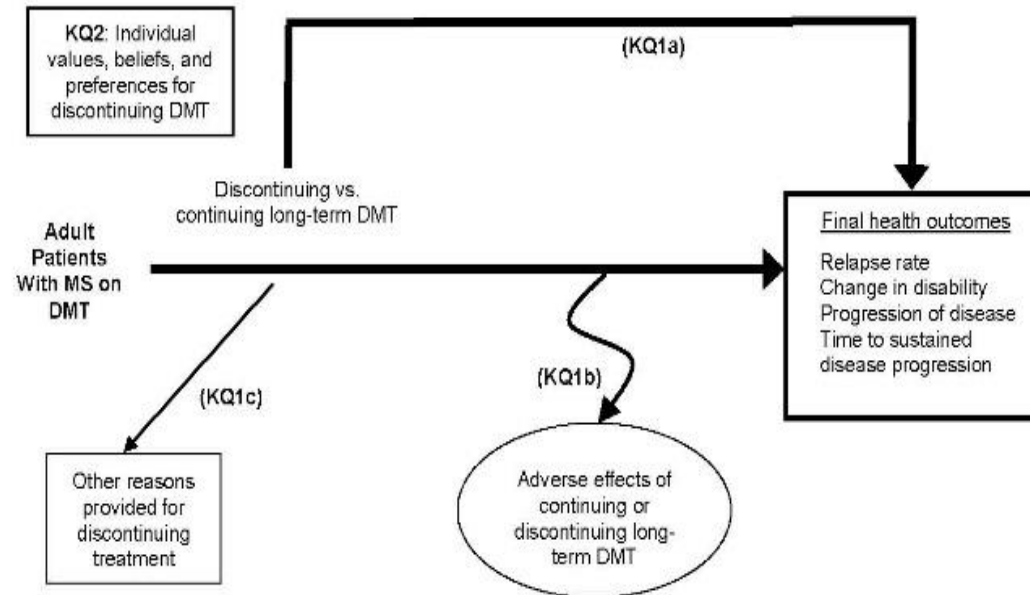 KQ2: Individual
values, beliefs, and
preferences for
discontinuing DMT
(KQ1a)
Discontinuing vs.
continuing long-term DMT
Adult
Patients
With MS on
DMT
Final health outcomes
Relapse rate
Change in disability
Progression of disease
Time to sustained
disease progression
(KQ1c)
(KQ1b)
Other reasons
provided for
discontinuing
treatment
Adverse effects of
continuing or
discontinuing long-
term DMT